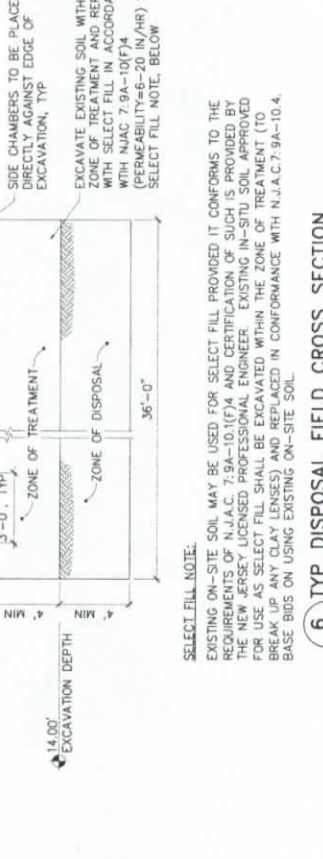 SIDE CHAMBERS TO BE PLACE
DIRECTLY AGAINST EDGE OF
EXCAVATION, TYP
EXCAVATE EXISTING SOIL WITH
ZONE OF TREATMENT AND REP
WITH SELECT FILL IN ACCORDA
WTIH NJAC 7:9A-10(F)4
(PERMEABILITY=6-20 IN/HR)
SELECT FILL NOTE, BELOW
3'-0", TYP
ZONE OF TREATMENT
4' MIN
ZONE OF DISPOSAL
4' MIN
14.00'
EXCAVATION DEPTH
36'-0"
SELECT FILL NOTE:
EXISTING ON-SITE SOIL MAY BE USED FOR SELECT FILL PROVIDED IT CONFORMS TO THE
REQUIREMENTS OF N.J.A.C. 7:9A-10.1(F)4 AND CERTIFICATION OF SUCH IS PROVIDED BY
THE NEW JERSEY LICENSED PROFESSIONAL ENGINEER. EXISTING IN-SITU SOIL APPROVED
FOR USE AS SELECT FILL SHALL BE EXCAVATED WITHIN THE ZONE OF TREATMENT (TO
BREAK UP ANY CLAY LENSES) AND REPLACED IN CONFORMANCE WITH N.J.A.C.7:9A-10.4.
BASE BIDS ON USING EXISTING ON-SITE SOIL.
6 TYP DISPOSAL FIELD CROSS SECTION